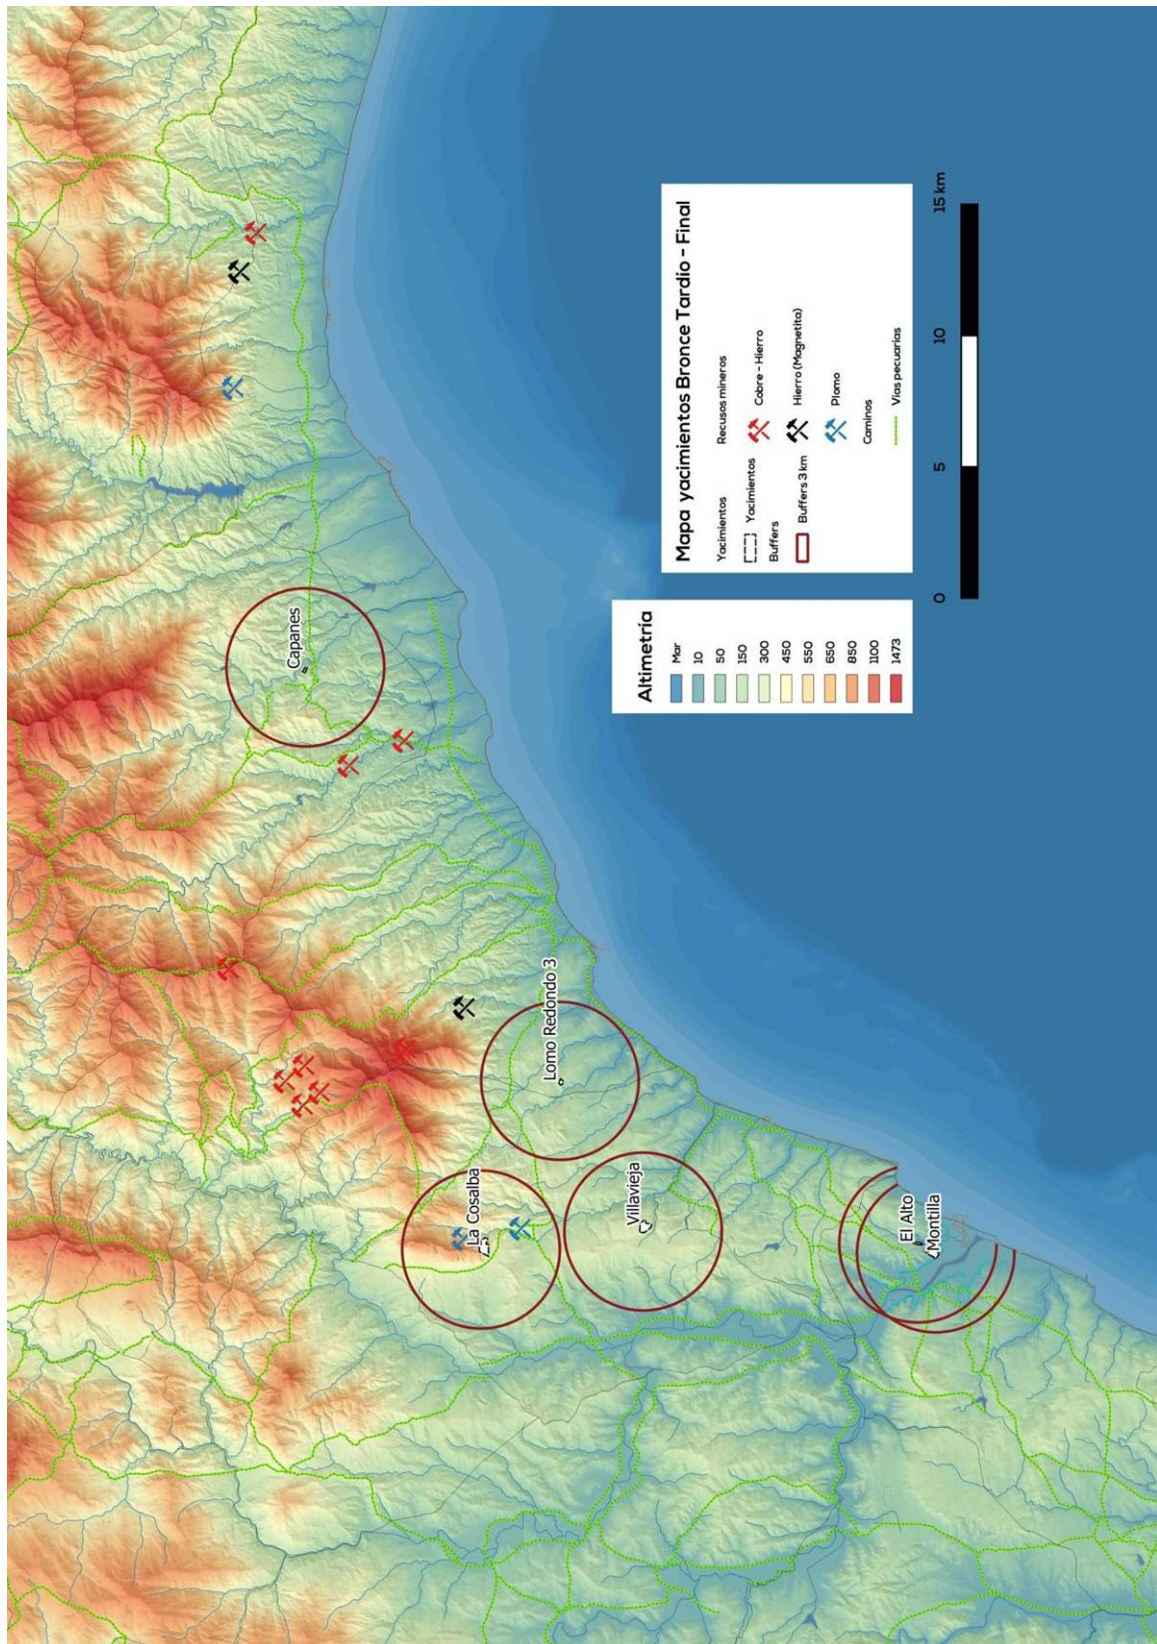 Capanes
Lomo Redondo 3
La Cosalba
Villavieja
El Alto
Montilla
Altimetría
Mar
10
50
150
300
450
550
650
850
1100
1473
Mapa yacimientos Bronce Tardío - Final
Yacimientos
Yacimientos
Buffers
Buffers 3 km
Recusos mineros
Cobre - Hierro
Hierro (Magnetita)
Plomo
Caminos
Vías pecuarias
0 5 10 15 km